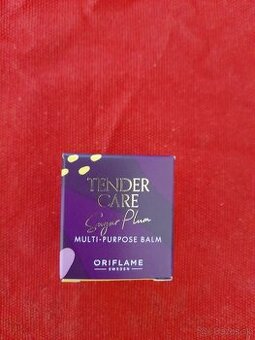 TENDER
CARE
Sugar Plum
MULTI-PURPOSE BALM
ORIFLAME
SWEDEN